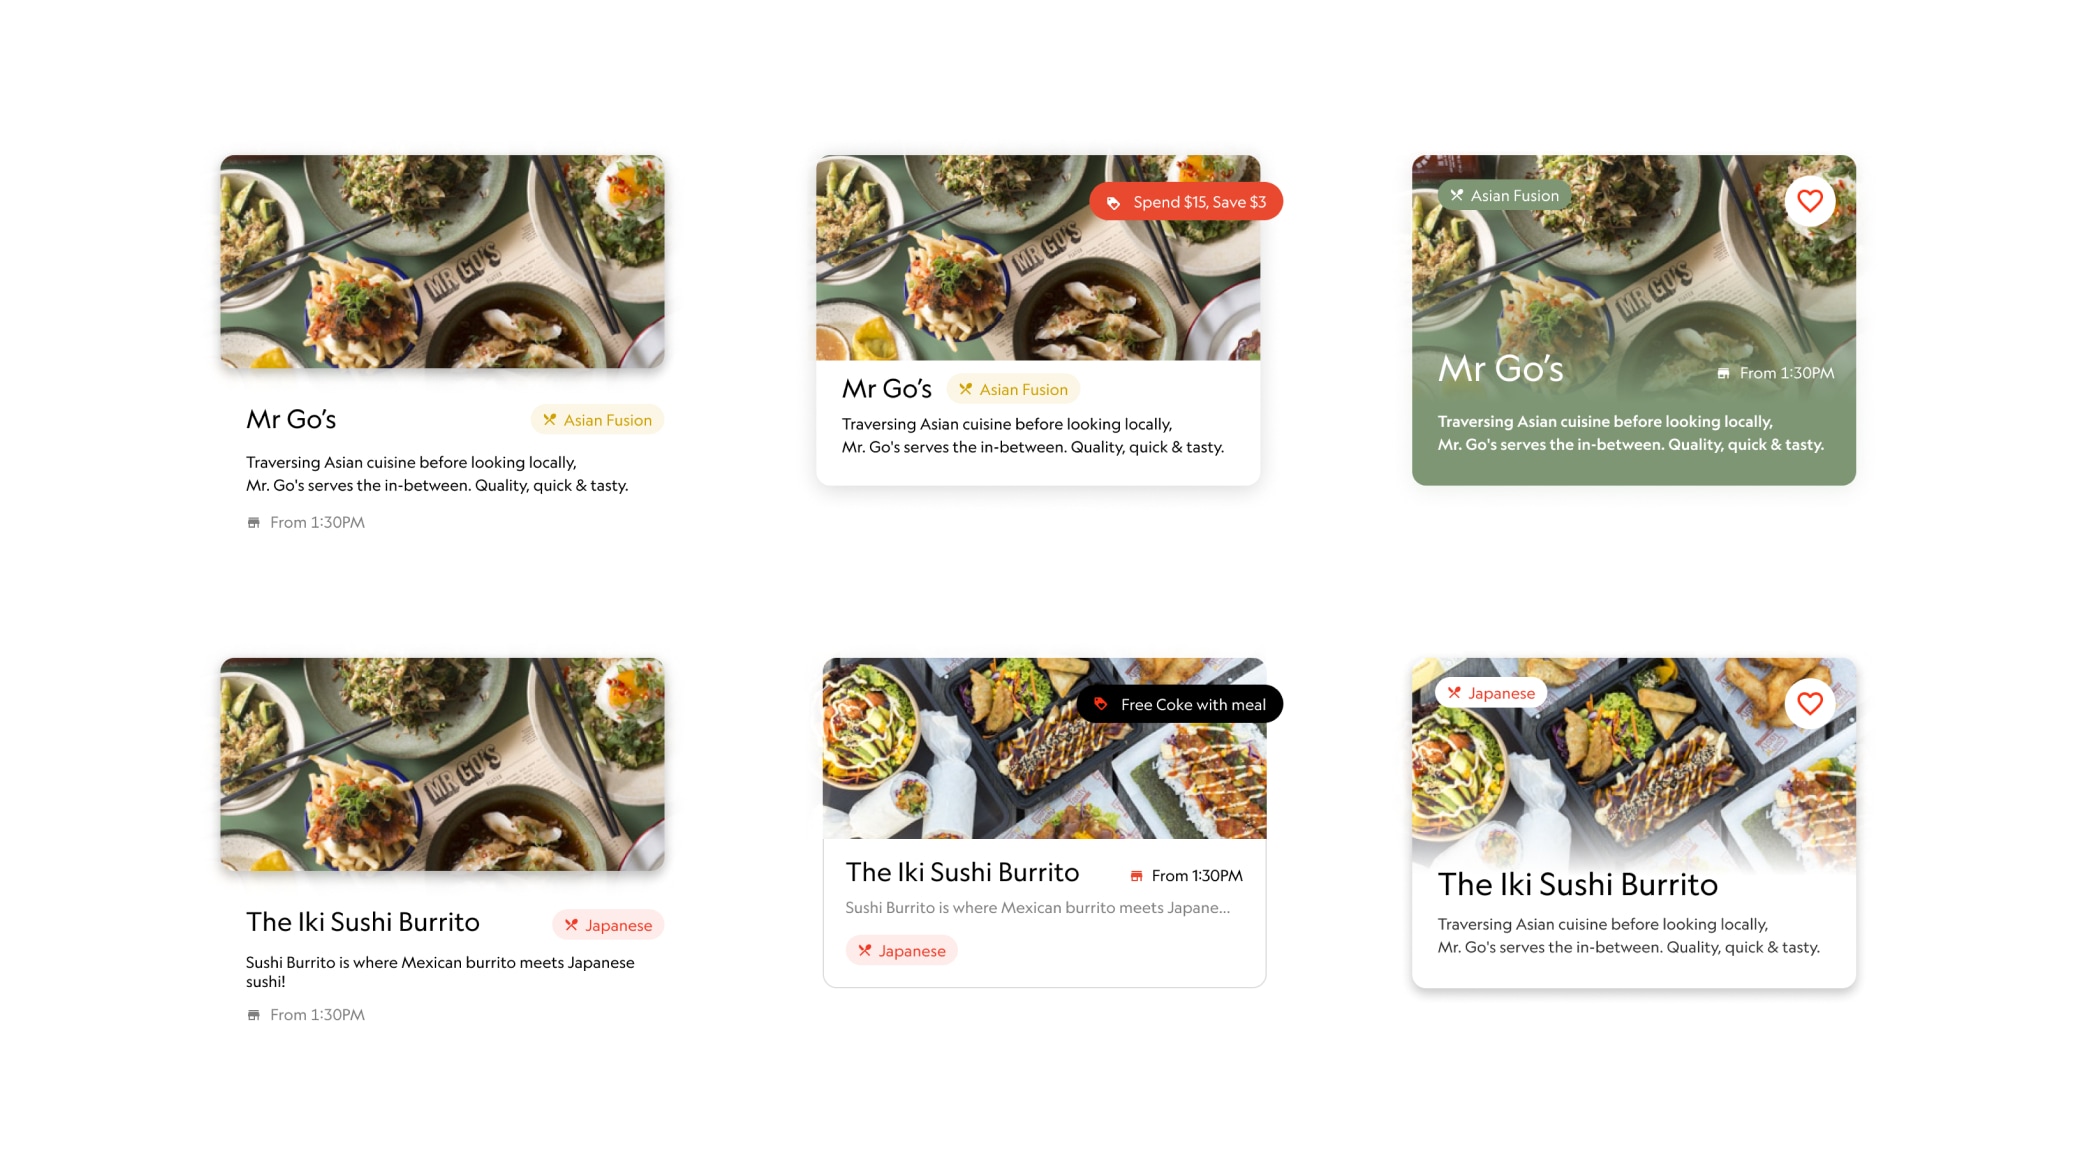 MR GO'S
Mr Go's
Asian Fusion
Traversing Asian cuisine before looking locally,
Mr. Go's serves the in-between. Quality, quick & tasty.
From 1:30PM
Spend $15, Save $3
MR GO'S
Mr Go's
Asian Fusion
Traversing Asian cuisine before looking locally,
Mr. Go's serves the in-between. Quality, quick & tasty.
Asian Fusion
MR GO'S
Mr Go's
From 1:30PM
Traversing Asian cuisine before looking locally,
Mr. Go's serves the in-between. Quality, quick & tasty.
MR GO'S
The Iki Sushi Burrito
Japanese
Sushi Burrito is where Mexican burrito meets Japanese
sushi!
From 1:30PM
Free Coke with meal
The Iki Sushi Burrito
From 1:30PM
Sushi Burrito is where Mexican burrito meets Japane...
Japanese
Japanese
The Iki Sushi Burrito
Traversing Asian cuisine before looking locally,
Mr. Go's serves the in-between. Quality, quick & tasty.